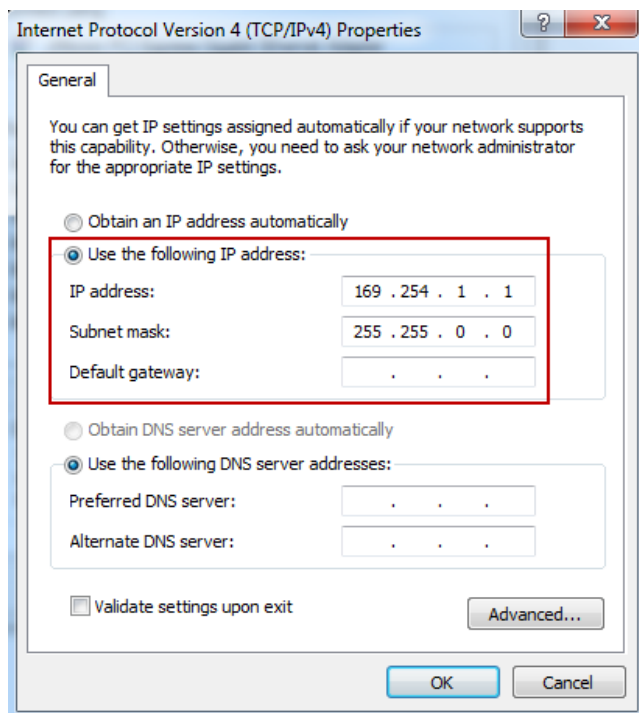 Internet Protocol Version 4 (TCP/IPv4) Properties
?
General
You can get IP settings assigned automatically if your network supports
this capability. Otherwise, you need to ask your network administrator
for the appropriate IP settings.
Obtain an IP address automatically
Use the following IP address:
IP address: 169 . 254 . 1 . 1
Subnet mask: 255 . 255 . 0 . 0
Default gateway: . . .
Obtain DNS server address automatically
Use the following DNS server addresses:
Preferred DNS server: . . .
Alternate DNS server: . . .
Validate settings upon exit
Advanced...
OK Cancel